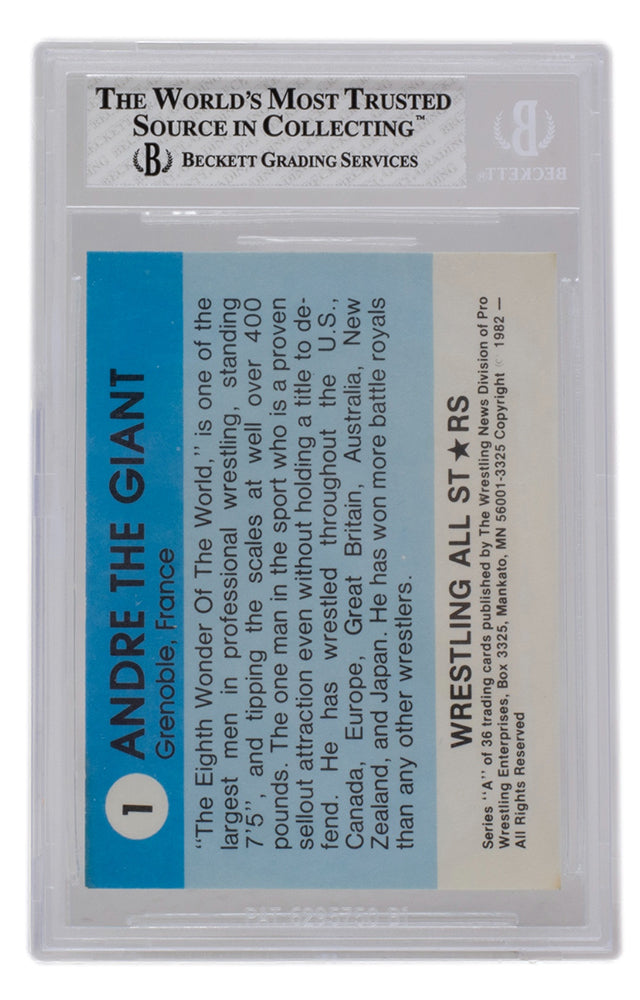 THE WORLD'S MOST TRUSTED
SOURCE IN COLLECTING™
B BECKETT GRADING SERVICES
B
BECKETT™
1
ANDRE THE GIANT
Grenoble, France
"The Eighth Wonder Of The World," is one of the
largest men in professional wrestling, standing
7'5", and tipping the scales at well over 400
pounds. The one man in the sport who is a proven
sellout attraction even without holding a title to de-
fend. He has wrestled throughout the U.S.,
Canada, Europe, Great Britain, Australia, New
Zealand, and Japan. He has won more battle royals
than any other wrestlers.
WRESTLING ALL ST★RS
Series "A" of 36 trading cards published by The Wrestling News Division of Pro
Wrestling Enterprises, Box 3325, Mankato, MN 56001-3325 Copyright © 1982 —
All Rights Reserved